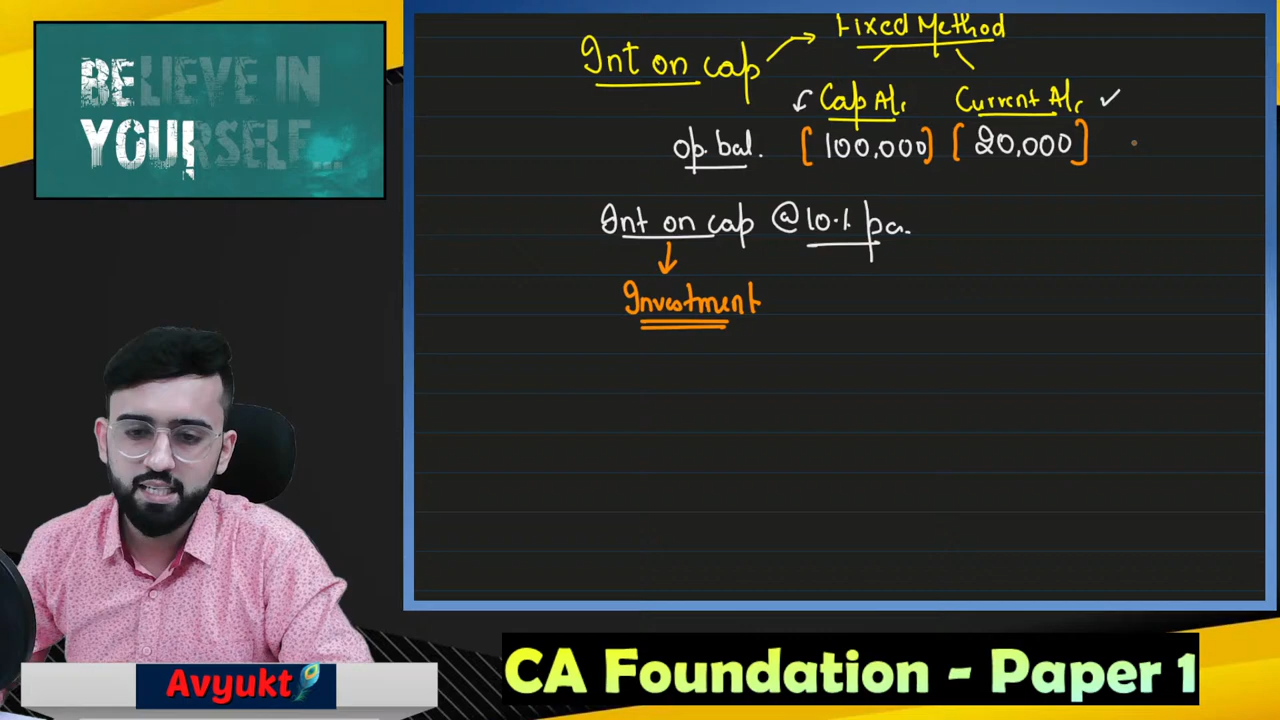 BELIEVE IN
YOURSELF...
Fixed Method
Int on cap
Cap A/c Current A/c ✓
op. bal. [100,000] [20,000]
Int on cap @ 10% pa.
Investment
Avyukt
CA Foundation - Paper 1